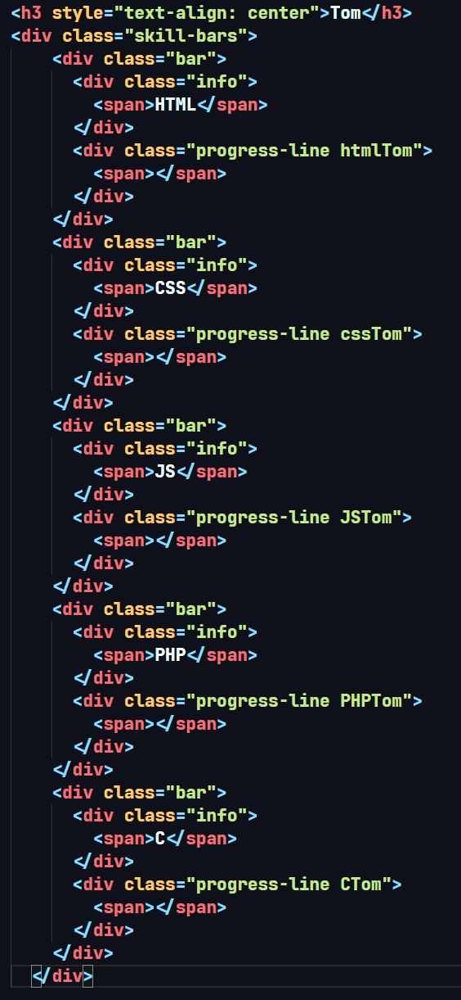 <h3 style="text-align: center">Tom</h3>
<div class="skill-bars">
    <div class="bar">
      <div class="info">
        <span>HTML</span>
      </div>
      <div class="progress-line htmlTom">
        <span></span>
      </div>
    </div>
    <div class="bar">
      <div class="info">
        <span>CSS</span>
      </div>
      <div class="progress-line cssTom">
        <span></span>
      </div>
    </div>
    <div class="bar">
      <div class="info">
        <span>JS</span>
      </div>
      <div class="progress-line JSTom">
        <span></span>
      </div>
    </div>
    <div class="bar">
      <div class="info">
        <span>PHP</span>
      </div>
      <div class="progress-line PHPTom">
        <span></span>
      </div>
    </div>
    <div class="bar">
      <div class="info">
        <span>C</span>
      </div>
      <div class="progress-line CTom">
        <span></span>
      </div>
    </div>
  </div>